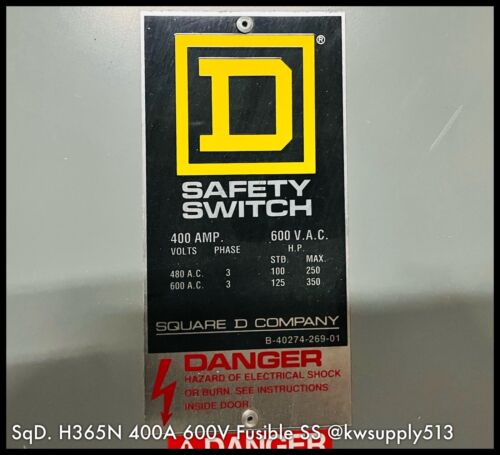 D
®
SAFETY
SWITCH
400 AMP. 600 V.A.C.
VOLTS PHASE H.P.
STD. MAX.
480 A.C. 3 100 250
600 A.C. 3 125 350
SQUARE D COMPANY
B-40274-269-01
DANGER
HAZARD OF ELECTRICAL SHOCK
OR BURN. SEE INSTRUCTIONS
INSIDE DOOR.
DANGER
SqD. H365N 400A 600V Fusible SS @kwsupply513